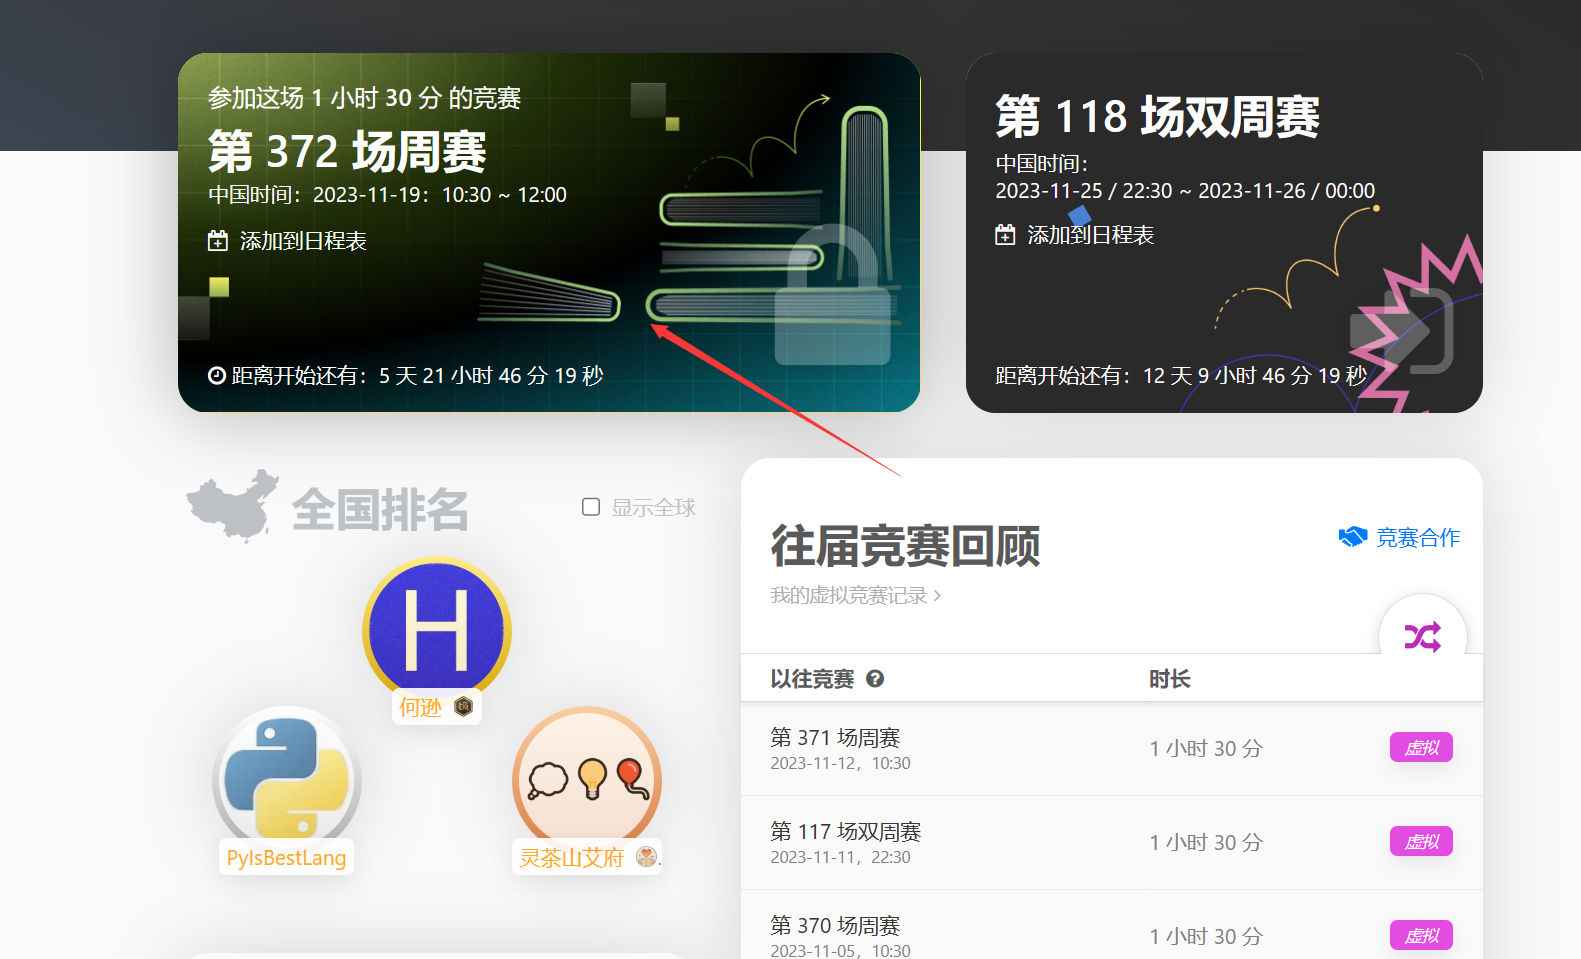 参加这场 1 小时 30 分 的竞赛
第 372 场周赛
中国时间：2023-11-19：10:30 ~ 12:00
添加到日程表
距离开始还有：5 天 21 小时 46 分 19 秒
第 118 场双周赛
中国时间：
2023-11-25 / 22:30 ~ 2023-11-26 / 00:00
添加到日程表
距离开始还有：12 天 9 小时 46 分 19 秒
全国排名
显示全球
H
何逊
PyIsBestLang
灵茶山艾府
往届竞赛回顾
竞赛合作
我的虚拟竞赛记录 >
以往竞赛 ?
时长
第 371 场周赛
2023-11-12，10:30
1 小时 30 分
虚拟
第 117 场双周赛
2023-11-11，22:30
1 小时 30 分
虚拟
第 370 场周赛
2023-11-05，10:30
1 小时 30 分
虚拟